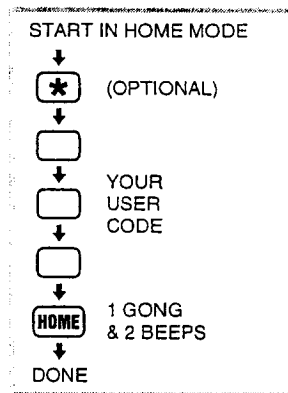 START IN HOME MODE
* (OPTIONAL)
YOUR
USER
CODE
HOME 1 GONG
& 2 BEEPS
DONE